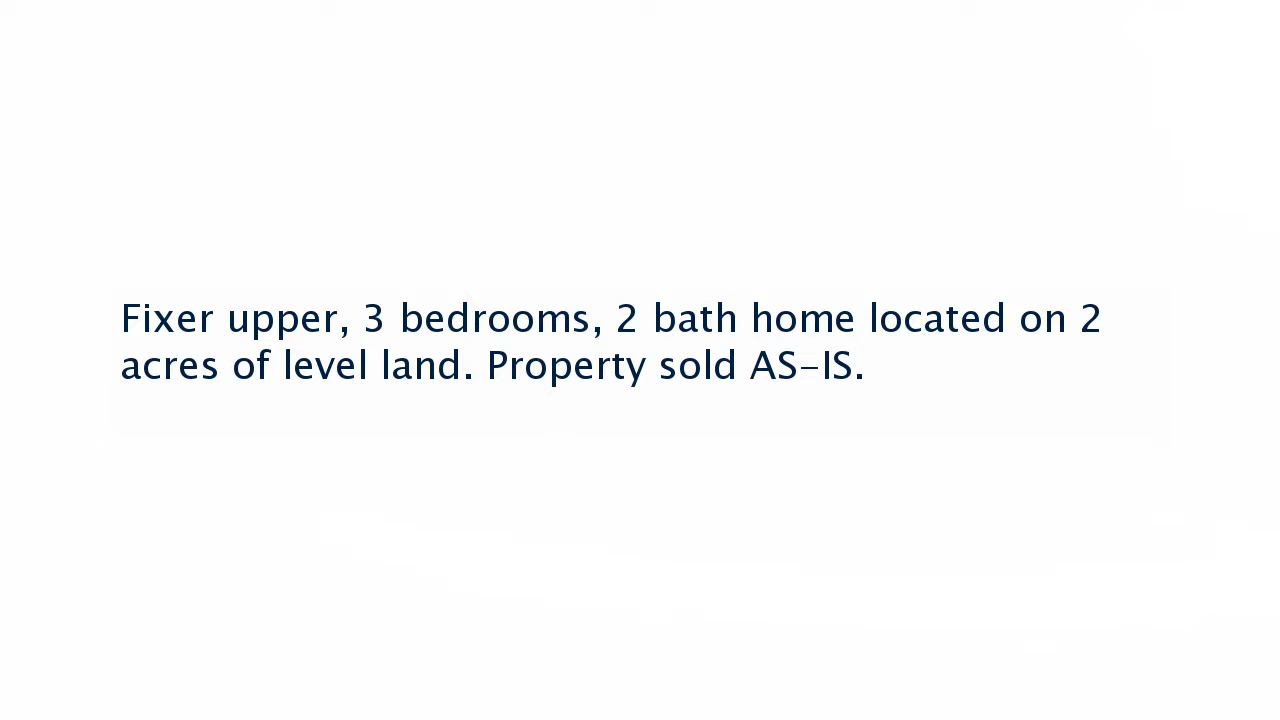 Fixer upper, 3 bedrooms, 2 bath home located on 2
acres of level land. Property sold AS-IS.